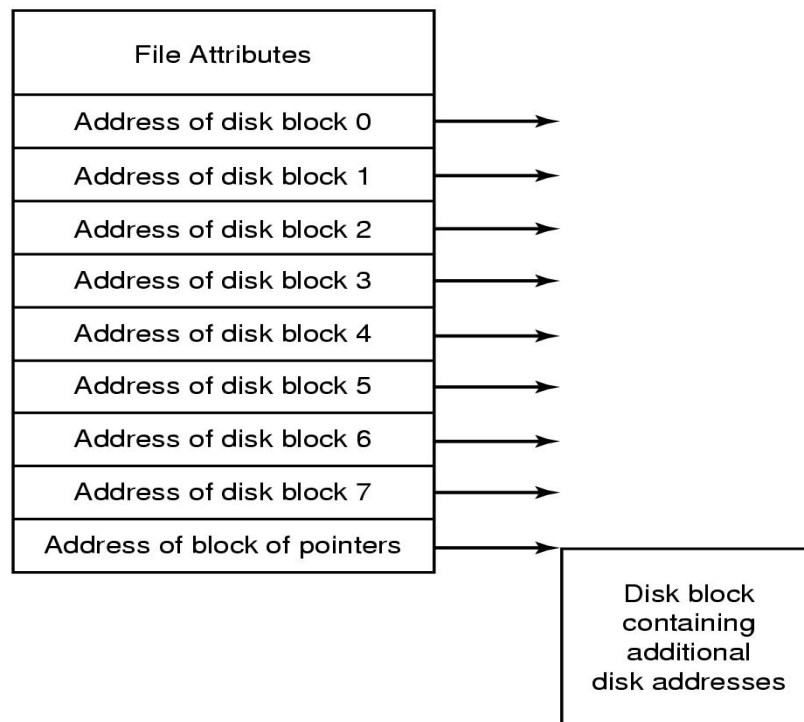 File Attributes
Address of disk block 0
Address of disk block 1
Address of disk block 2
Address of disk block 3
Address of disk block 4
Address of disk block 5
Address of disk block 6
Address of disk block 7
Address of block of pointers
Disk block
containing
additional
disk addresses